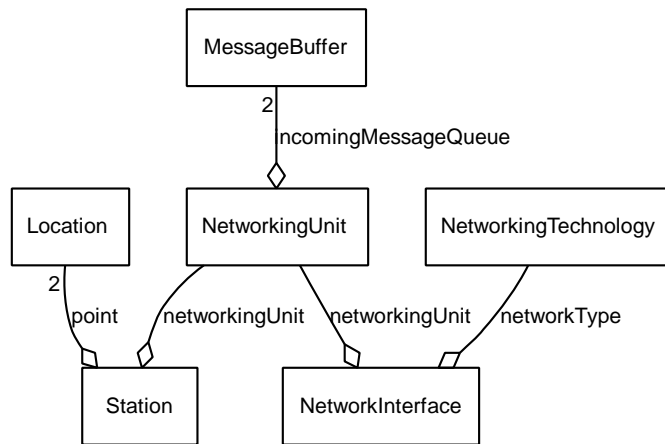 MessageBuffer
2
incomingMessageQueue
Location
NetworkingUnit
NetworkingTechnology
2
point
networkingUnit
networkingUnit
networkType
Station
NetworkInterface